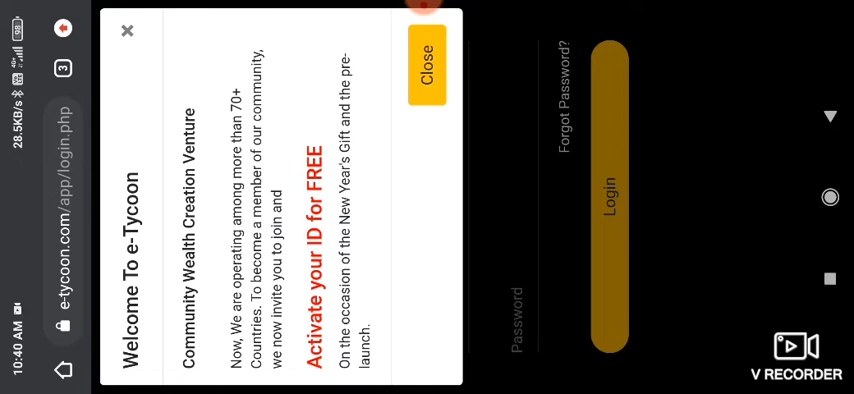 10:40 AM
28.5KB/s
4G+
98
e-tycoon.com/app/login.php
3
Welcome To e-Tycoon
Community Wealth Creation Venture
Now, We are operating among more than 70+
Countries. To become a member of our community,
we now invite you to join and
Activate your ID for FREE
On the occasion of the New Year's Gift and the pre-
launch.
Close
Password
Forgot Password?
Login
V RECORDER